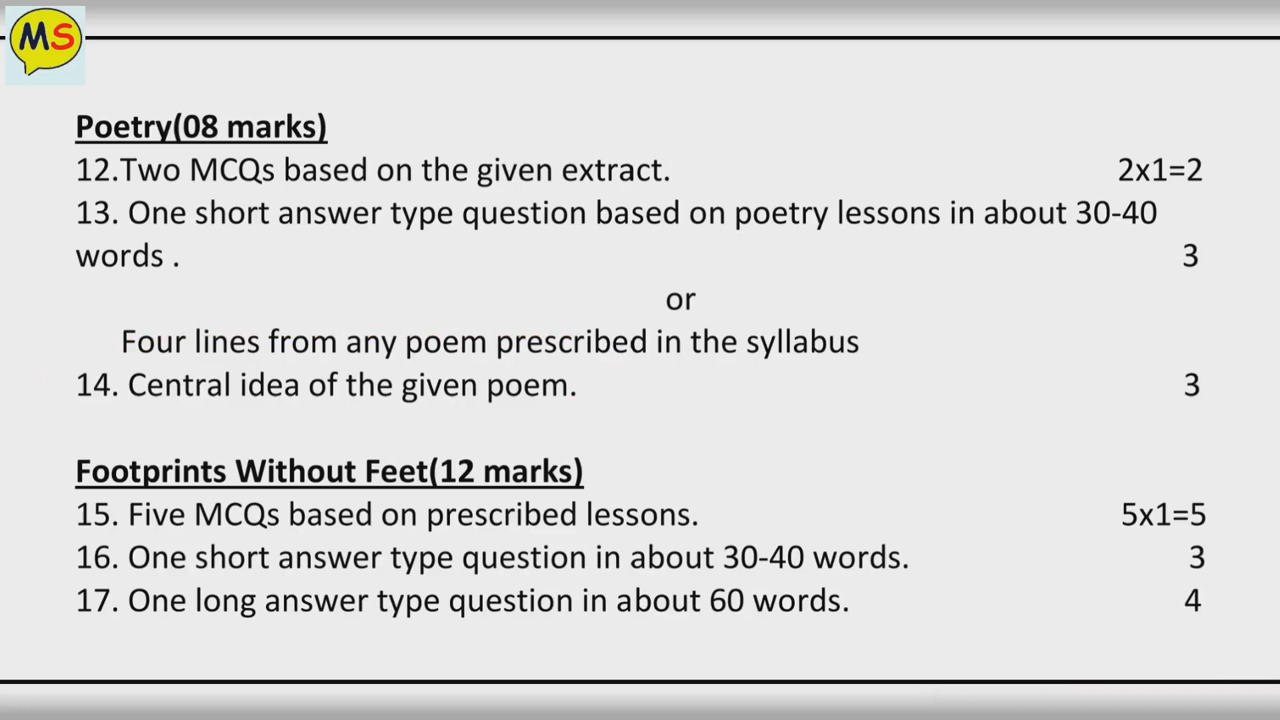 MS
Poetry(08 marks)
12.Two MCQs based on the given extract. 2x1=2
13. One short answer type question based on poetry lessons in about 30-40
words . 3
or
Four lines from any poem prescribed in the syllabus
14. Central idea of the given poem. 3
Footprints Without Feet(12 marks)
15. Five MCQs based on prescribed lessons. 5x1=5
16. One short answer type question in about 30-40 words. 3
17. One long answer type question in about 60 words. 4